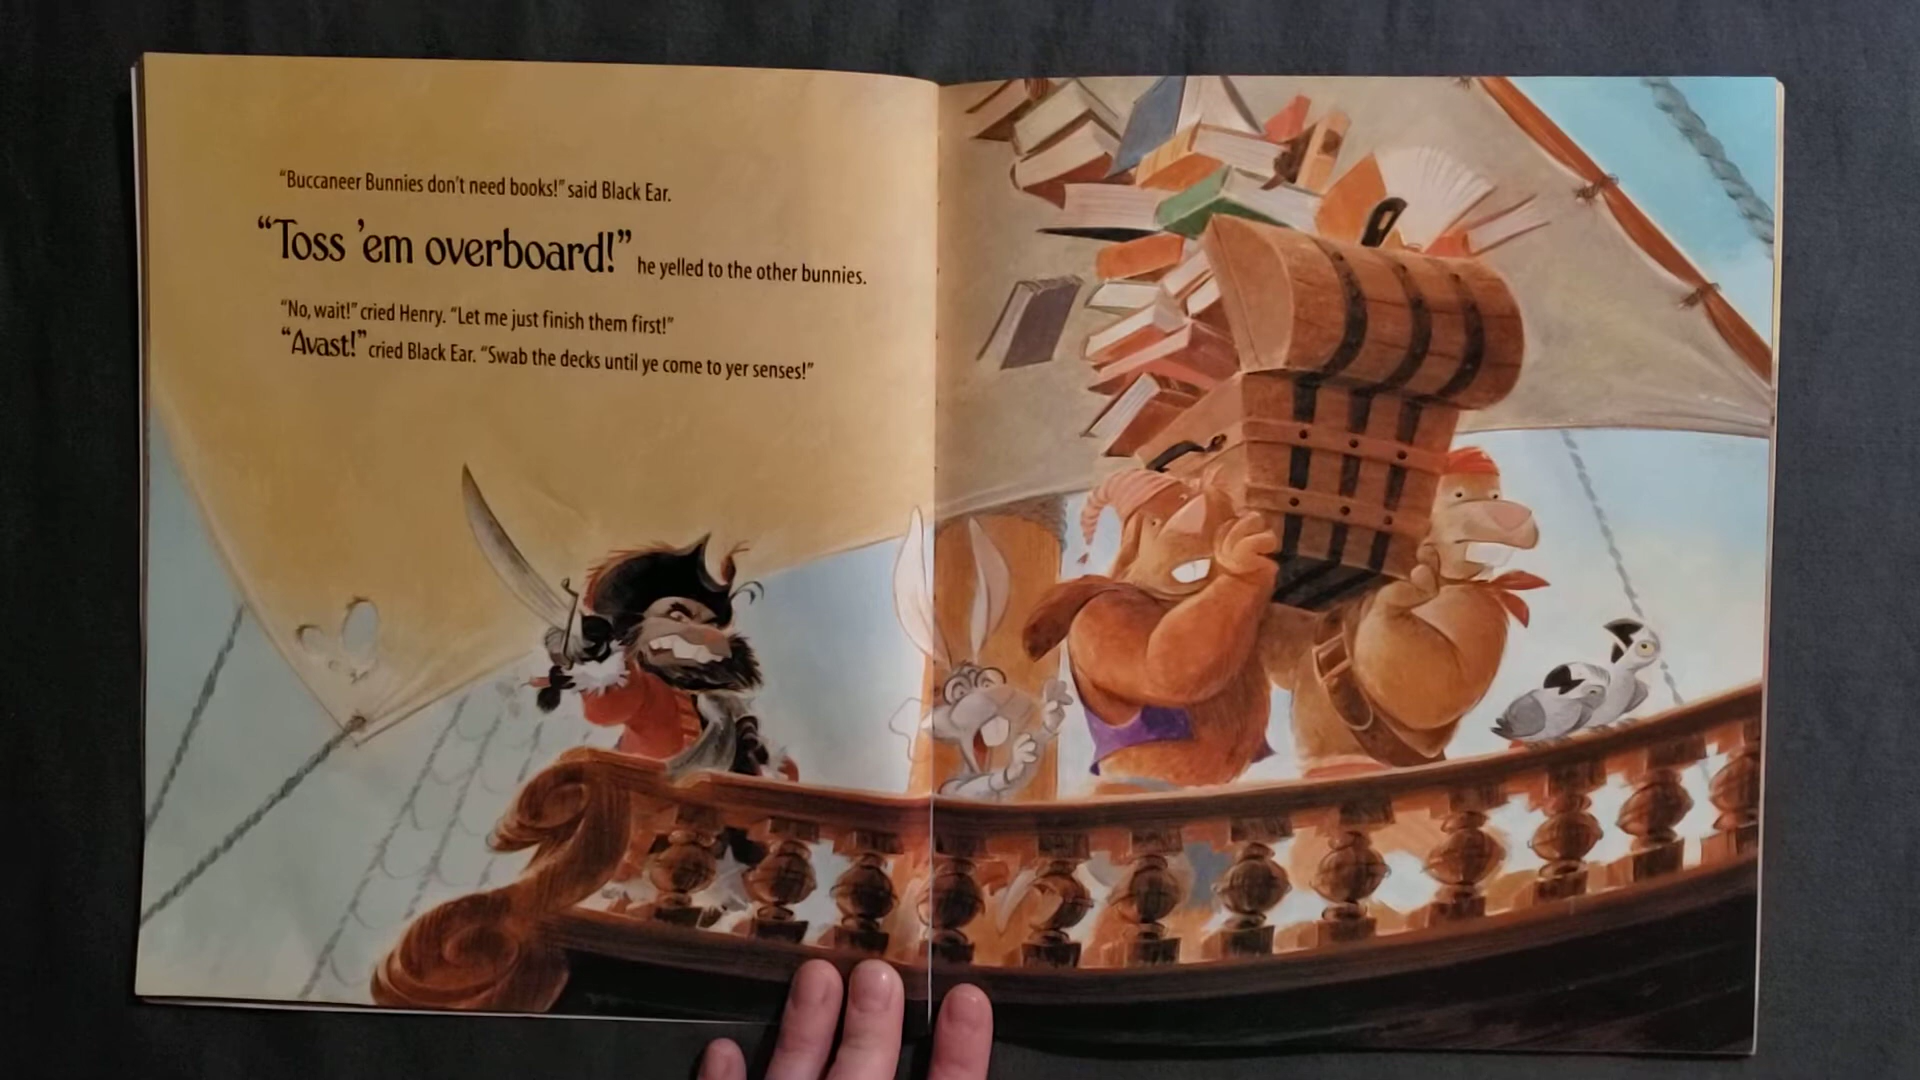 “Buccaneer Bunnies don't need books!” said Black Ear.
“Toss ’em overboard!” he yelled to the other bunnies.
“No, wait!” cried Henry. “Let me just finish them first!”
“Avast!” cried Black Ear. “Swab the decks until ye come to yer senses!”